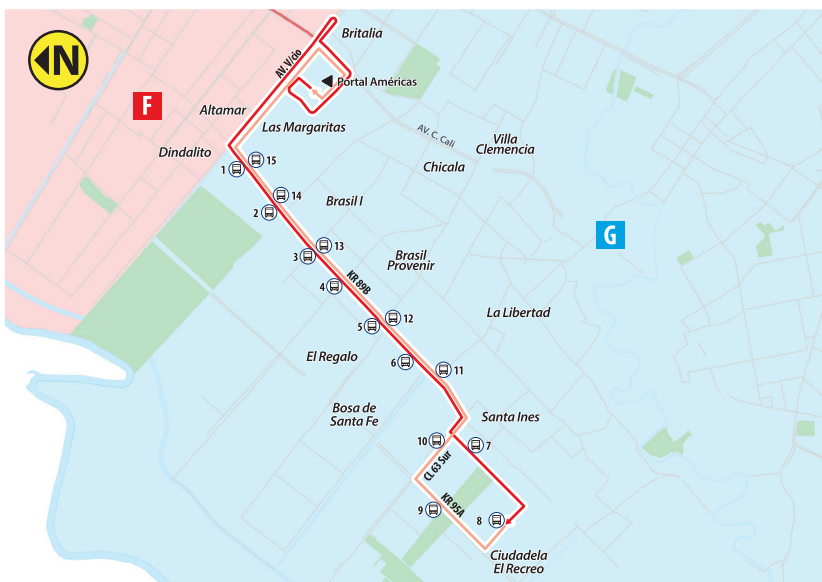 N
Britalia
AV. V/cio
Portal Américas
F
Altamar
Las Margaritas
AV. C. Cali
Villa
Clemencia
Dindalito
15
Chicala
1
14
Brasil I
2
G
13
3
Brasil
Provenir
KR 89B
4
La Libertad
12
5
El Regalo
6
11
Bosa de
Santa Fe
Santa Ines
10
7
CL 63 Sur
KR 95A
9
8
Ciudadela
El Recreo